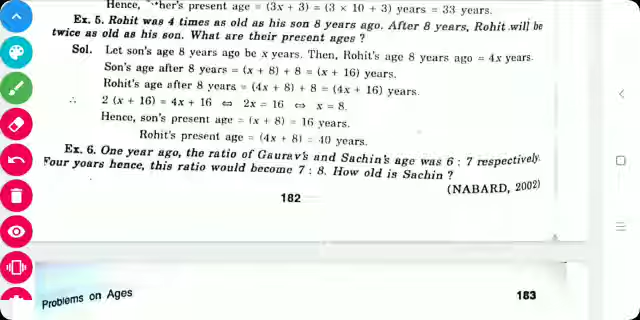 Hence, her's present age = (3x + 3) = (3 × 10 + 3) years = 33 years.
Ex. 5. Rohit was 4 times as old as his son 8 years ago. After 8 years, Rohit will be
twice as old as his son. What are their precent ages ?
Sol. Let son's age 8 years ago be x years. Then, Rohit's age 8 years ago = 4x years.
Son's age after 8 years = (x + 8) + 8 = (x + 16) years.
Rohit's age after 8 years = (4x + 8) + 8 = (4x + 16) years.
∴ 2 (x + 16) = 4x + 16 ⇔ 2x = 16 ⇔ x = 8.
Hence, son's present age = (x + 8) = 16 years.
Rohit's present age = (4x + 8) = 40 years.
Ex. 6. One year ago, the ratio of Gaurav's and Sachin's age was 6 : 7 respectively.
Four years hence, this ratio would become 7 : 8. How old is Sachin ?
(NABARD, 2002)
182
Problems on Ages
183